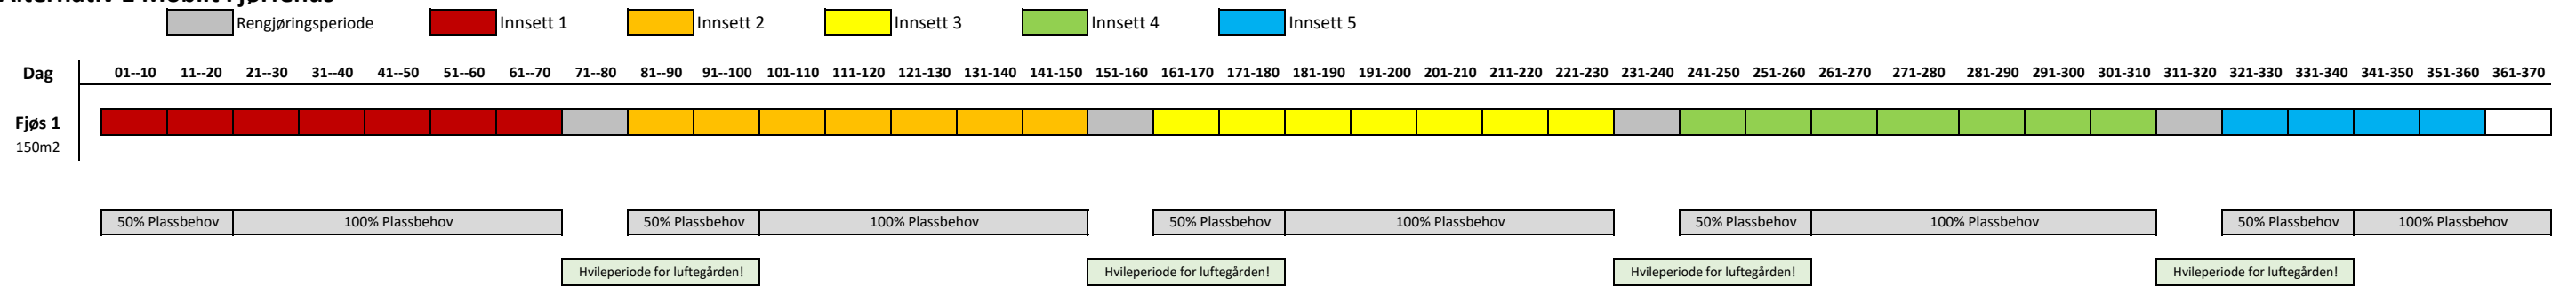 Rengjøringsperiode Innsett 1 Innsett 2 Innsett 3 Innsett 4 Innsett 5
Dag 01--10 11--20 21--30 31--40 41--50 51--60 61--70 71--80 81--90 91--100 101-110 111-120 121-130 131-140 141-150 151-160 161-170 171-180 181-190 191-200 201-210 211-220 221-230 231-240 241-250 251-260 261-270 271-280 281-290 291-300 301-310 311-320 321-330 331-340 341-350 351-360 361-370
Fjøs 1
150m2
50% Plassbehov 100% Plassbehov 50% Plassbehov 100% Plassbehov 50% Plassbehov 100% Plassbehov 50% Plassbehov 100% Plassbehov 50% Plassbehov 100% Plassbehov
Hvileperiode for luftegården! Hvileperiode for luftegården! Hvileperiode for luftegården! Hvileperiode for luftegården!